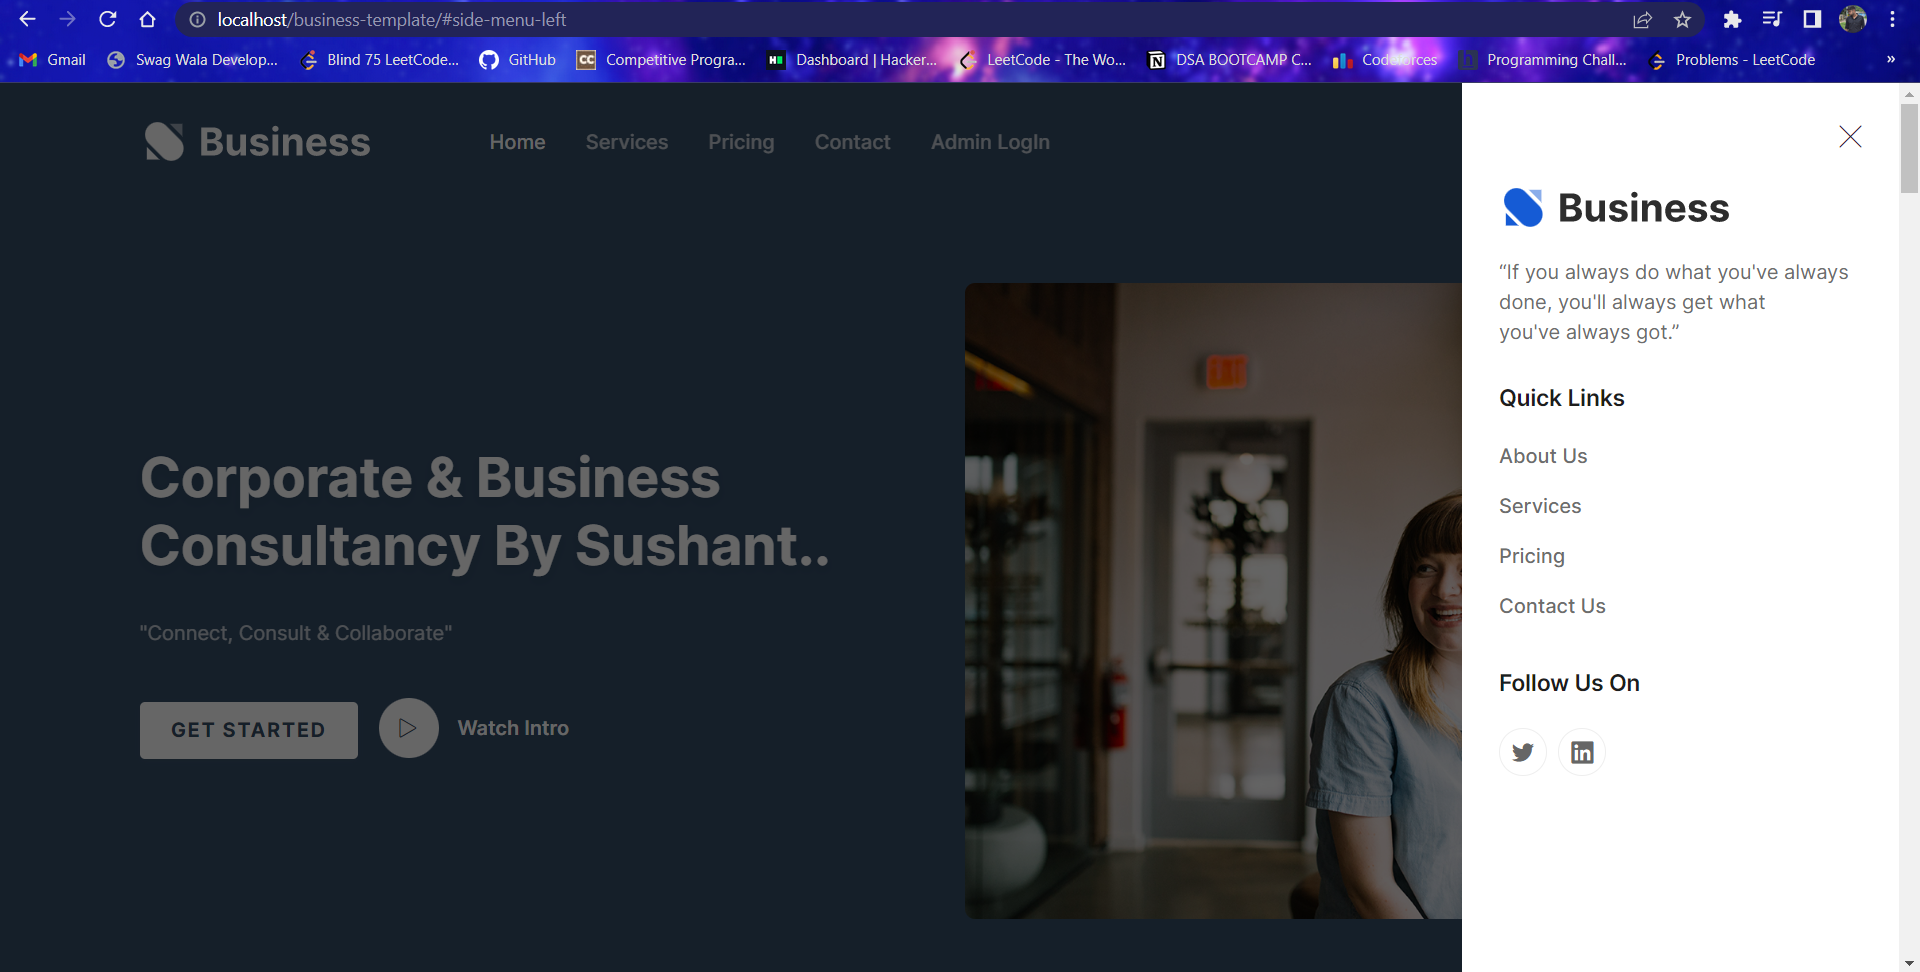 localhost/business-template/#side-menu-left
Gmail
Swag Wala Develop...
Blind 75 LeetCode...
GitHub
CC
Competitive Progra...
H
Dashboard | Hacker...
LeetCode - The Wo...
N
DSA BOOTCAMP C...
Codeforces
Programming Chall...
Problems - LeetCode
»
Business
Home
Services
Pricing
Contact
Admin LogIn
Corporate & Business
Consultancy By Sushant..
"Connect, Consult & Collaborate"
GET STARTED
Watch Intro
Business
“If you always do what you've always
done, you'll always get what
you've always got.”
Quick Links
About Us
Services
Pricing
Contact Us
Follow Us On
in